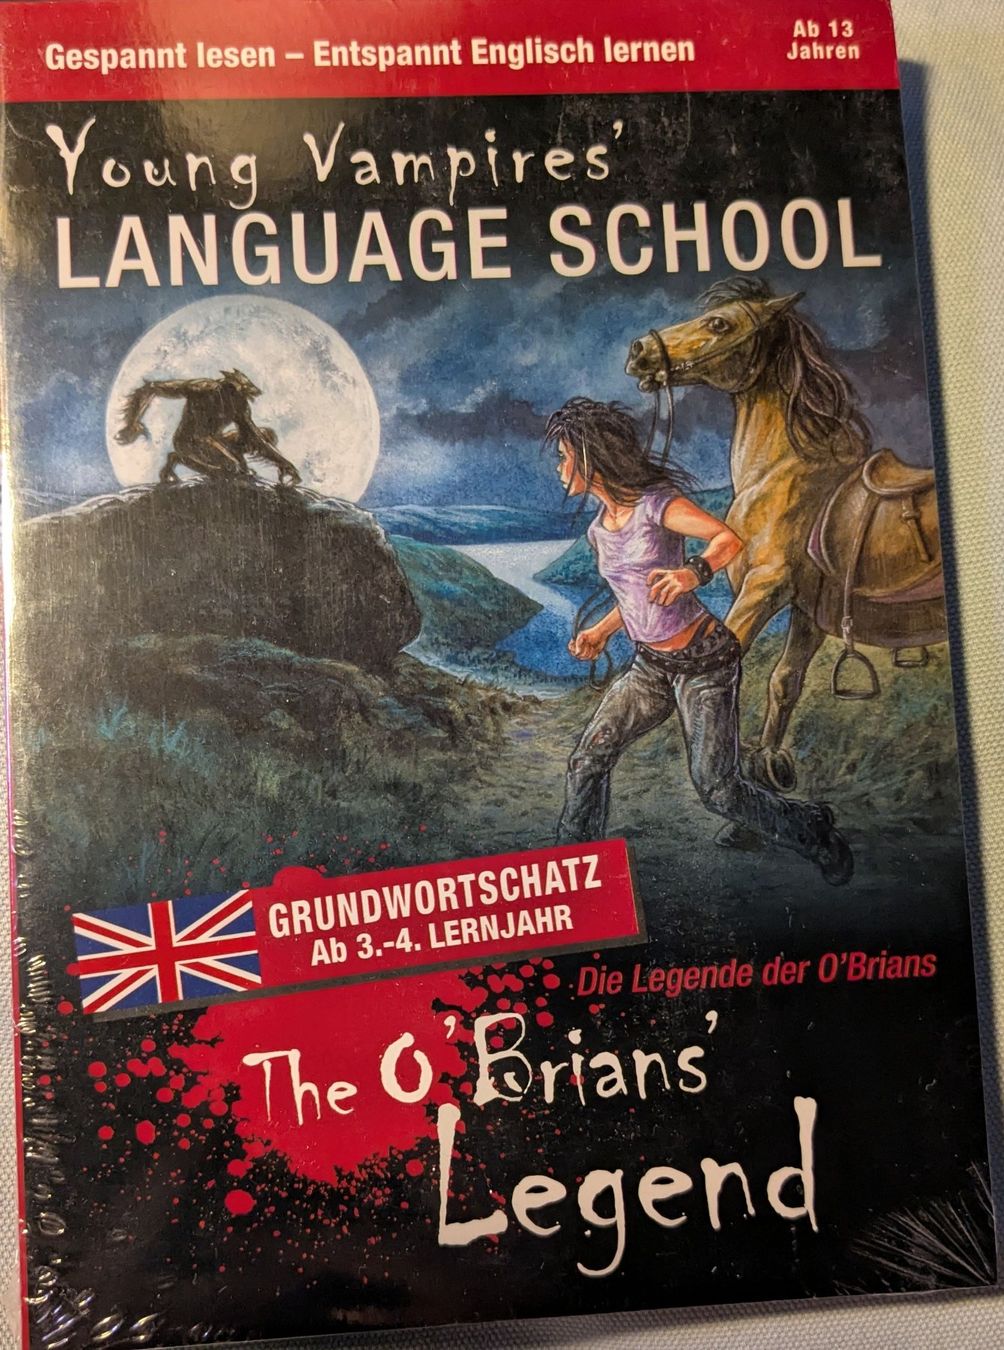 Gespannt lesen – Entspannt Englisch lernen
Ab 13
Jahren
Young Vampires'
LANGUAGE SCHOOL
GRUNDWORTSCHATZ
Ab 3.-4. LERNJAHR
Die Legende der O'Brians
The O'Brians'
Legend